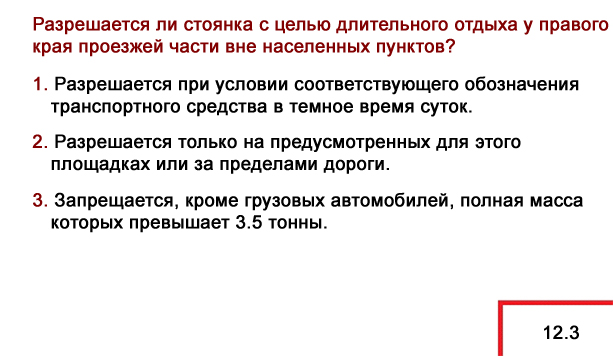 Разрешается ли стоянка с целью длительного отдыха у правого
края проезжей части вне населенных пунктов?
1. Разрешается при условии соответствующего обозначения
транспортного средства в темное время суток.
2. Разрешается только на предусмотренных для этого
площадках или за пределами дороги.
3. Запрещается, кроме грузовых автомобилей, полная масса
которых превышает 3.5 тонны.
12.3